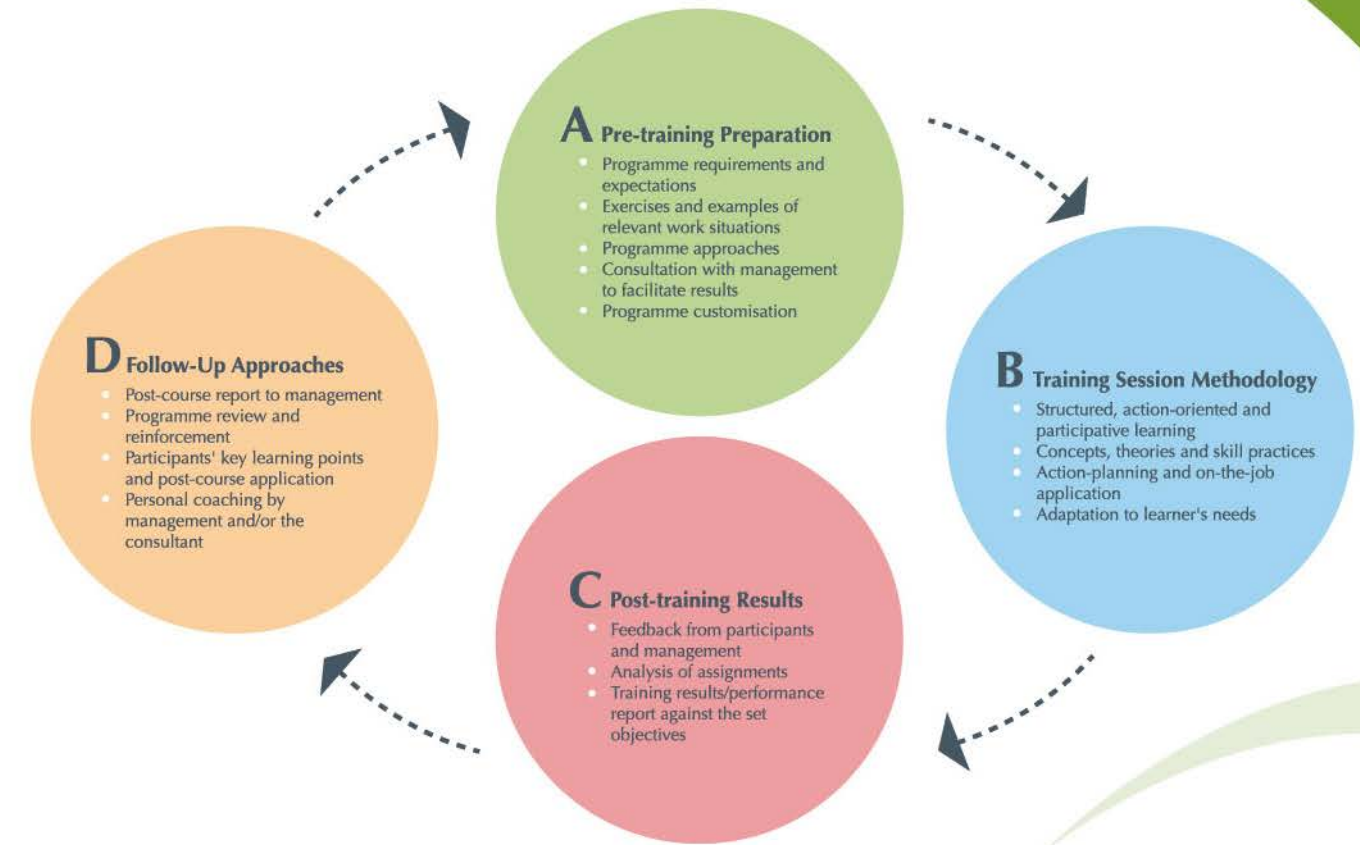 A Pre-training Preparation
• Programme requirements and
expectations
• Exercises and examples of
relevant work situations
• Programme approaches
• Consultation with management
to facilitate results
• Programme customisation
B Training Session Methodology
• Structured, action-oriented and
participative learning
• Concepts, theories and skill practices
• Action-planning and on-the-job
application
• Adaptation to learner's needs
C Post-training Results
• Feedback from participants
and management
• Analysis of assignments
• Training results/performance
report against the set
objectives
D Follow-Up Approaches
• Post-course report to management
• Programme review and
reinforcement
• Participants' key learning points
and post-course application
• Personal coaching by
management and/or the
consultant